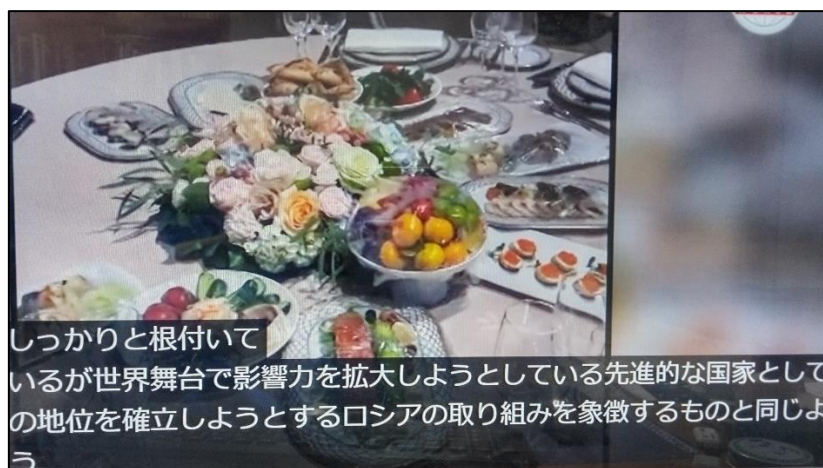 しっかりと根付いて
いるが世界舞台で影響力を拡大しようとしている先進的な国家として
の地位を確立しようとするロシアの取り組みを象徴するものと同じよ
う